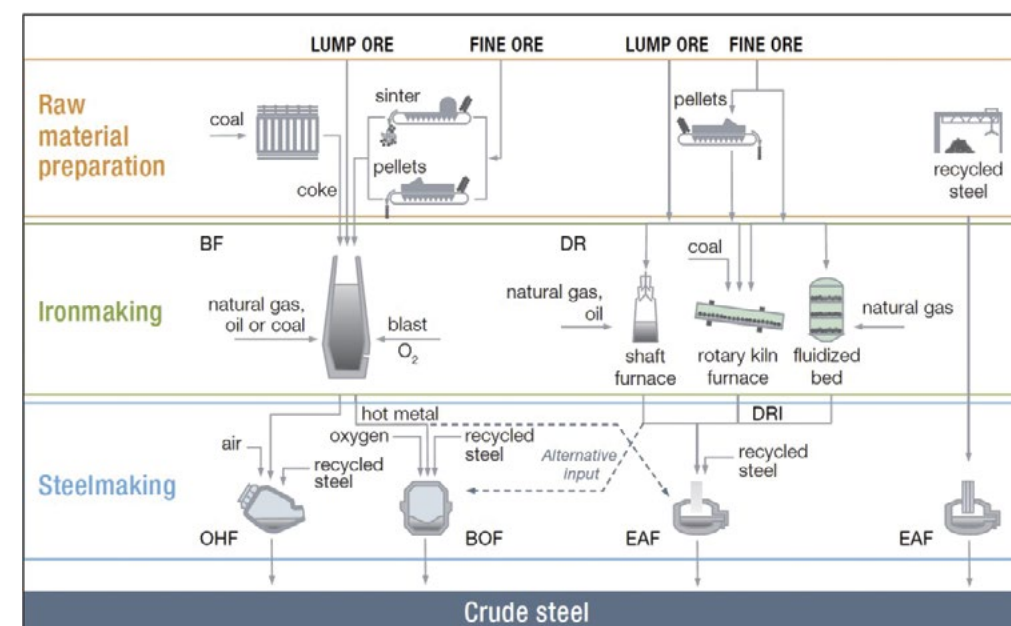 LUMP ORE
FINE ORE
LUMP ORE
FINE ORE
Raw
material
preparation
coal
sinter
pellets
coke
pellets
recycled
steel
BF
DR
coal
Ironmaking
natural gas,
oil or coal
blast
O₂
natural gas,
oil
natural gas
shaft
furnace
rotary kiln
furnace
fluidized
bed
hot metal
DRI
Steelmaking
air
recycled
steel
oxygen
recycled
steel
Alternative
input
recycled
steel
OHF
BOF
EAF
EAF
Crude steel